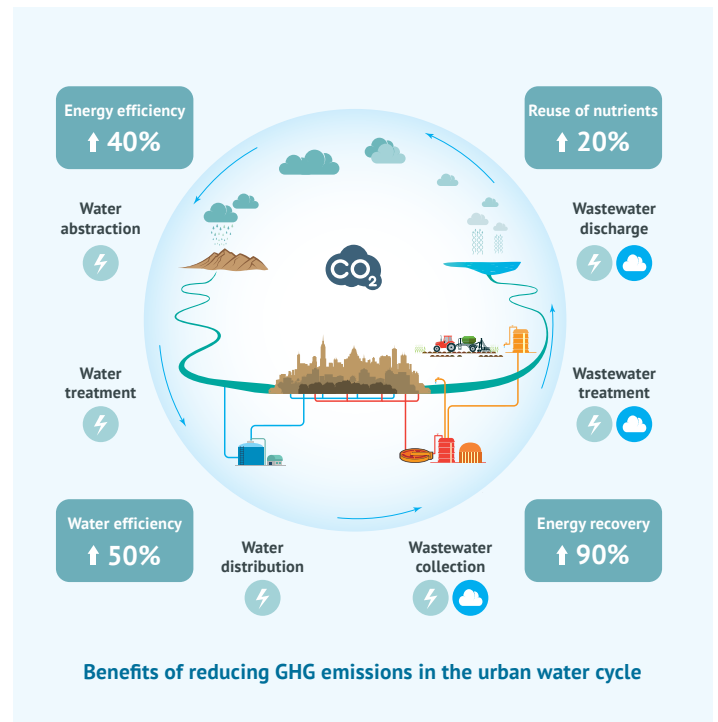 Energy efficiency
40%
Reuse of nutrients
20%
Water
abstraction
Wastewater
discharge
CO2
Water
treatment
Wastewater
treatment
Water efficiency
50%
Energy recovery
90%
Water
distribution
Wastewater
collection
Benefits of reducing GHG emissions in the urban water cycle